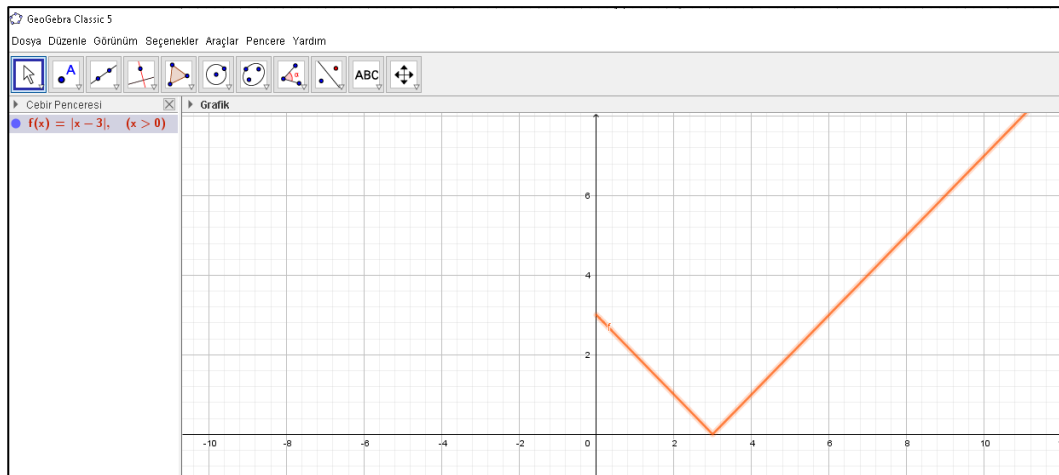 GeoGebra Classic 5
Dosya Düzenle Görünüm Seçenekler Araçlar Pencere Yardım
A
α
ABC
Cebir Penceresi
Grafik
f(x) = |x − 3|, (x > 0)
6
4
2
f
-10 -8 -6 -4 -2 0 2 4 6 8 10